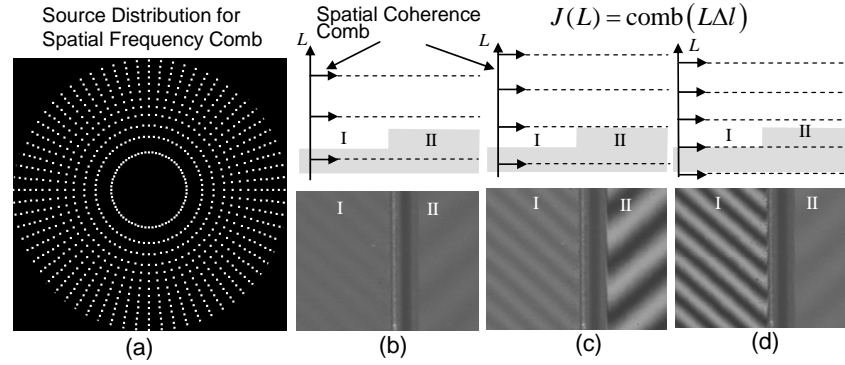 Source Distribution for
Spatial Frequency Comb
Spatial Coherence
Comb
J(L) = comb(LΔl)
L
L
L
I
II
I
II
I
II
I
II
I
II
I
II
(a)
(b)
(c)
(d)